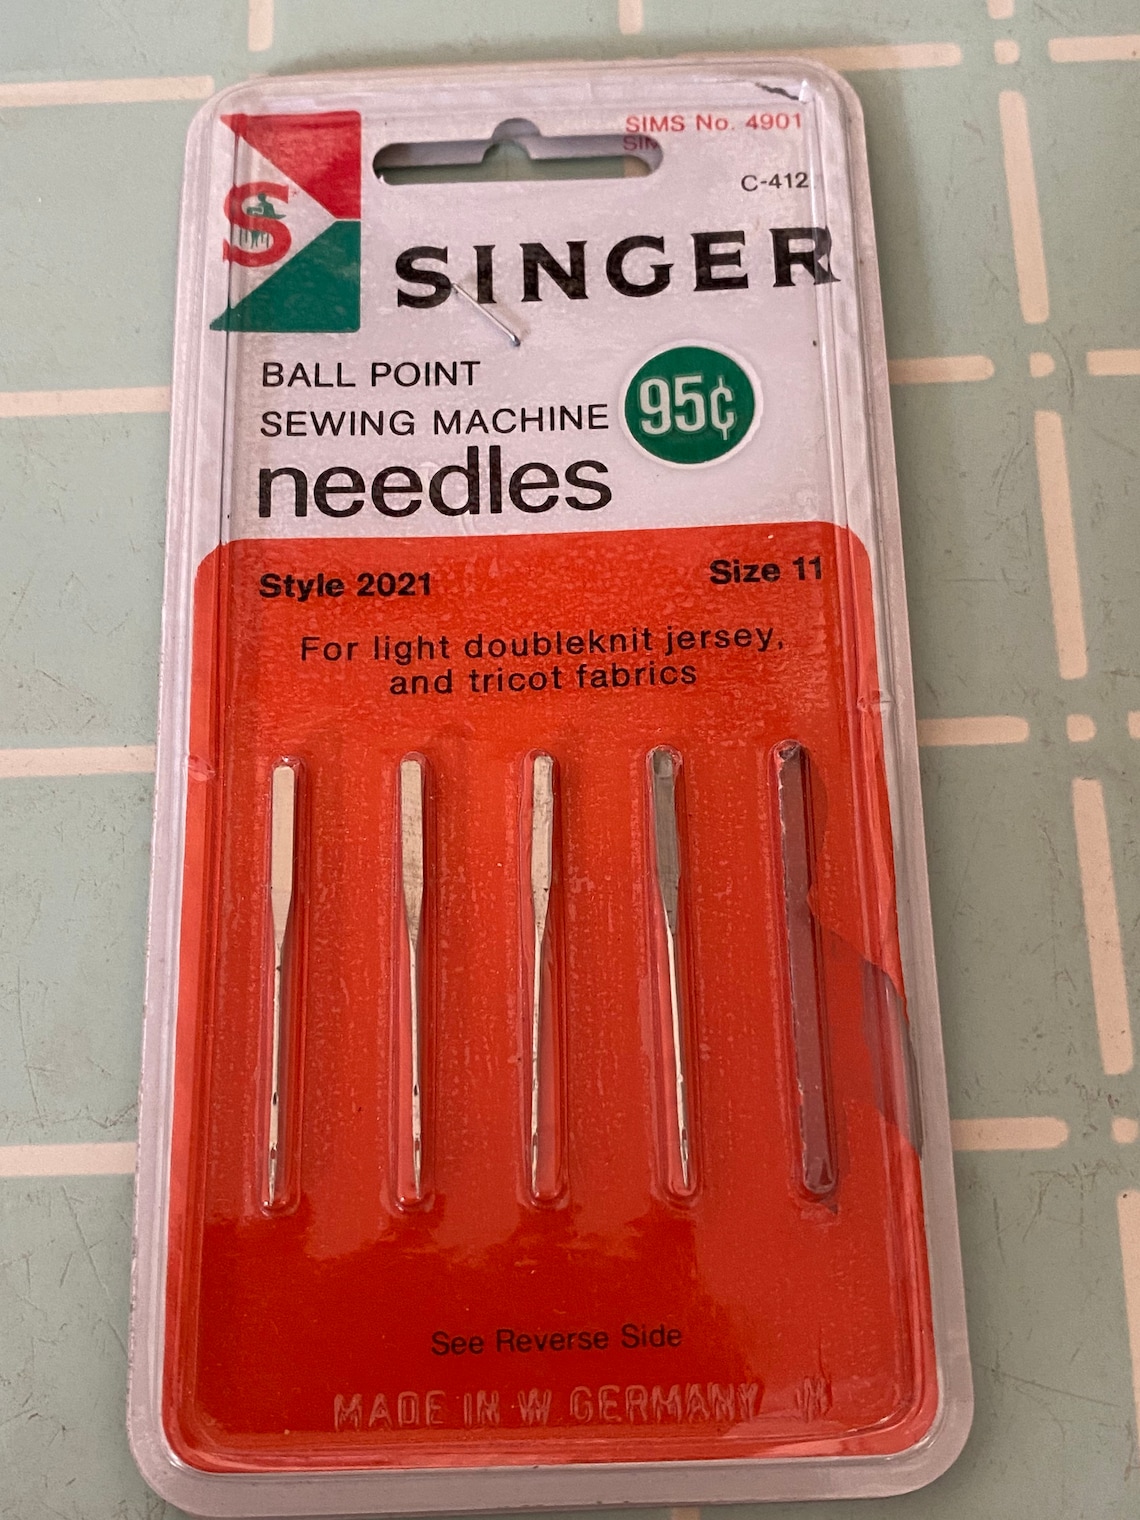 SIMS No. 4901
C-412
S
SINGER
BALL POINT
SEWING MACHINE
95¢
needles
Style 2021
Size 11
For light doubleknit jersey,
and tricot fabrics
See Reverse Side
MADE IN W GERMANY